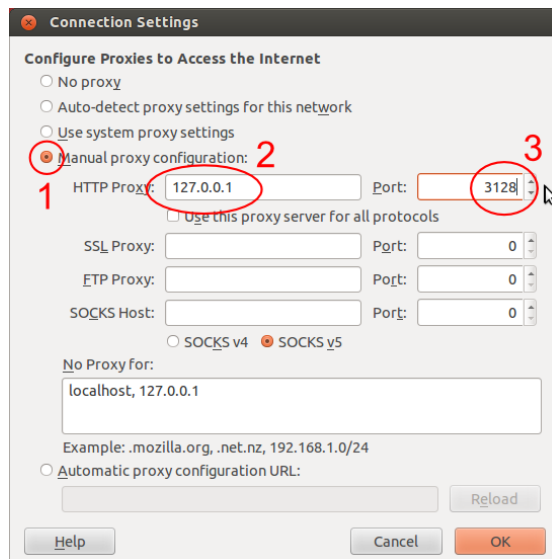 Connection Settings
Configure Proxies to Access the Internet
No proxy
Auto-detect proxy settings for this network
Use system proxy settings
Manual proxy configuration: 2 3
1 HTTP Proxy: 127.0.0.1 Port: 3128
Use this proxy server for all protocols
SSL Proxy: Port: 0
FTP Proxy: Port: 0
SOCKS Host: Port: 0
SOCKS v4 SOCKS v5
No Proxy for:
localhost, 127.0.0.1
Example: .mozilla.org, .net.nz, 192.168.1.0/24
Automatic proxy configuration URL:
Reload
Help Cancel OK